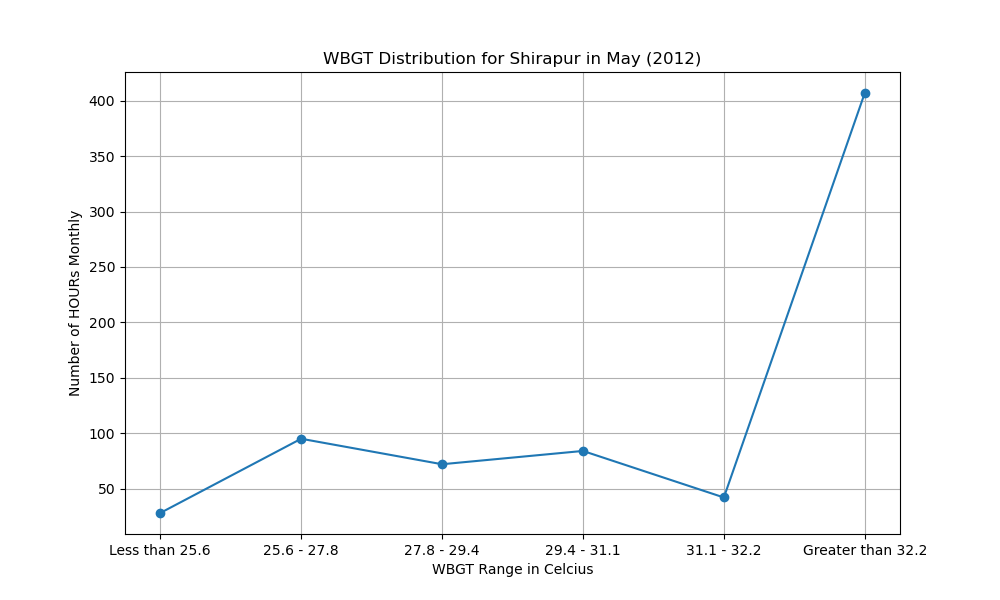 WBGT Distribution for Shirapur in May (2012)
Number of HOURs Monthly
400
350
300
250
200
150
100
50
Less than 25.6
25.6 - 27.8
27.8 - 29.4
29.4 - 31.1
31.1 - 32.2
Greater than 32.2
WBGT Range in Celcius